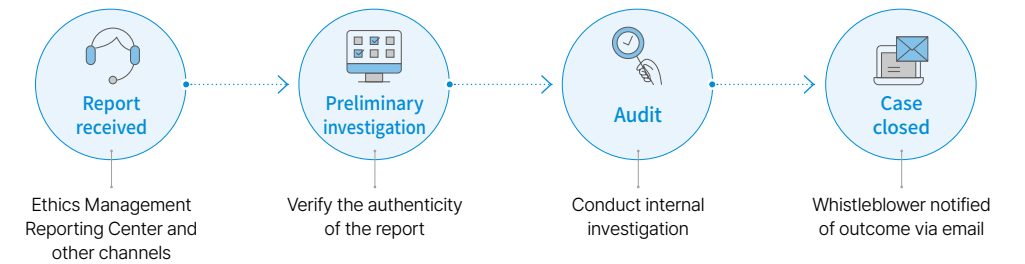 Report
received
Preliminary
investigation
Audit
Case
closed
Ethics Management
Reporting Center and
other channels
Verify the authenticity
of the report
Conduct internal
investigation
Whistleblower notified
of outcome via email